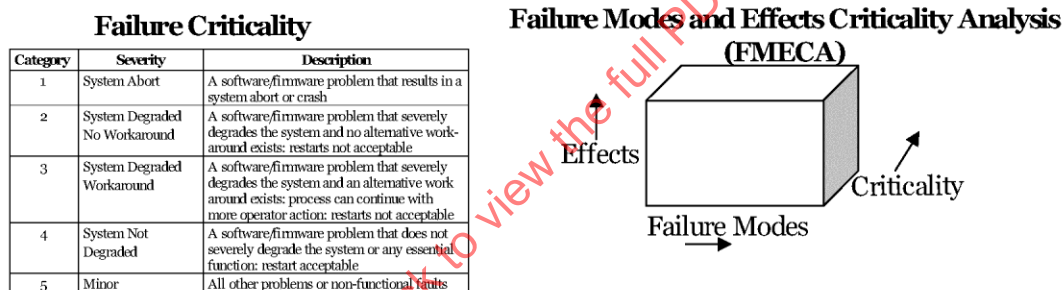 Failure Criticality
Category Severity Description
1 System Abort A software/firmware problem that results in a
system abort or crash
2 System Degraded A software/firmware problem that severely
No Workaround degrades the system and no alternative work-
around exists: restarts not acceptable
3 System Degraded A software/firmware problem that severely
Workaround degrades the system and an alternative work
around exists: process can continue with
more operator action: restarts not acceptable
4 System Not A software/firmware problem that does not
Degraded severely degrade the system or any essential
function: restart acceptable
5 Minor All other problems or non-functional faults
Failure Modes and Effects Criticality Analysis
(FMECA)
Effects
Criticality
Failure Modes
to view the full